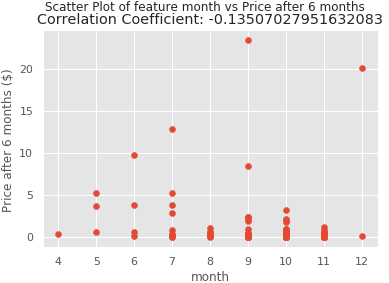 Scatter Plot of feature month vs Price after 6 months
Correlation Coefficient: -0.13507027951632083
Price after 6 months ($)
20
15
10
5
0
4 5 6 7 8 9 10 11 12
month